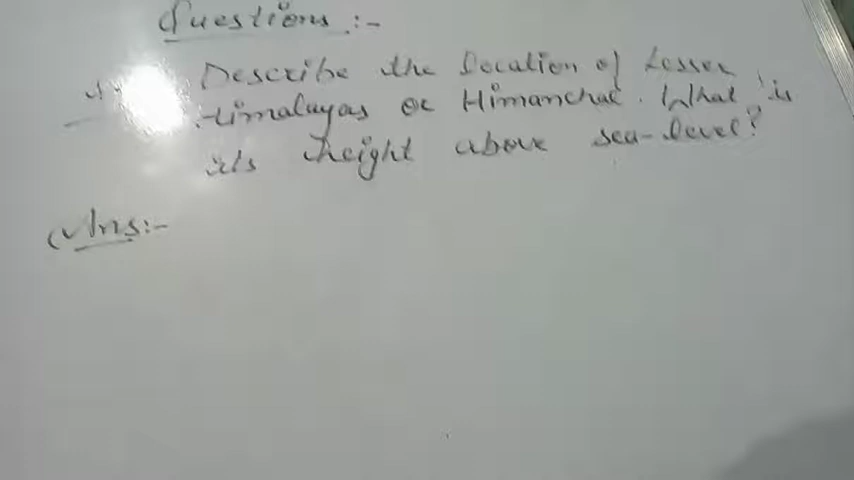 Questions :-
Describe the Location of Lesser
Himalayas or Himanchal. What is
its height above sea-level?
Ans:-